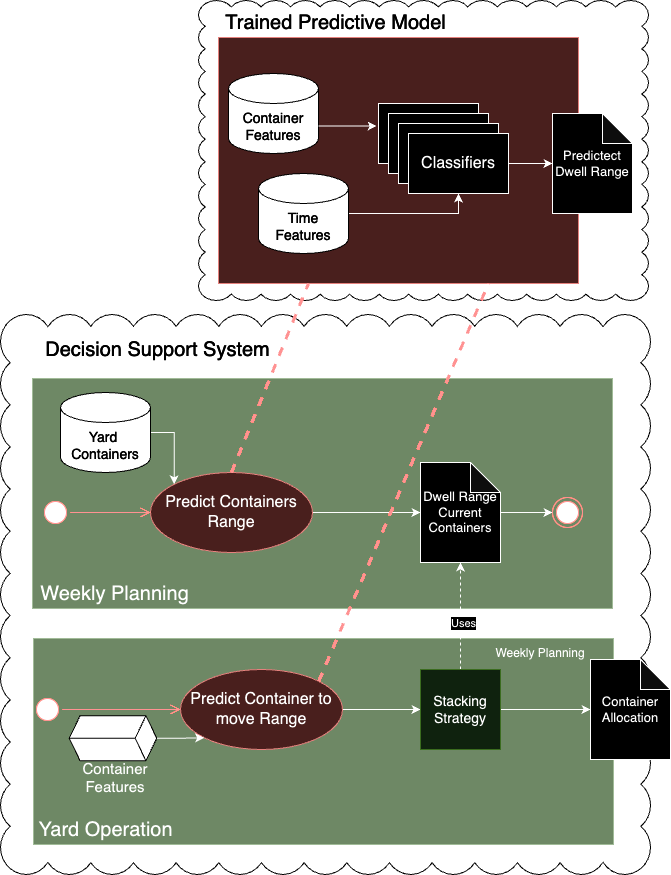 Trained Predictive Model
Container
Features
Classifiers
Predictect
Dwell Range
Time
Features
Decision Support System
Yard
Containers
Predict Containers
Range
Dwell Range
Current
Containers
Weekly Planning
Uses
Weekly Planning
Predict Container to
move Range
Stacking
Strategy
Container
Allocation
Container
Features
Yard Operation